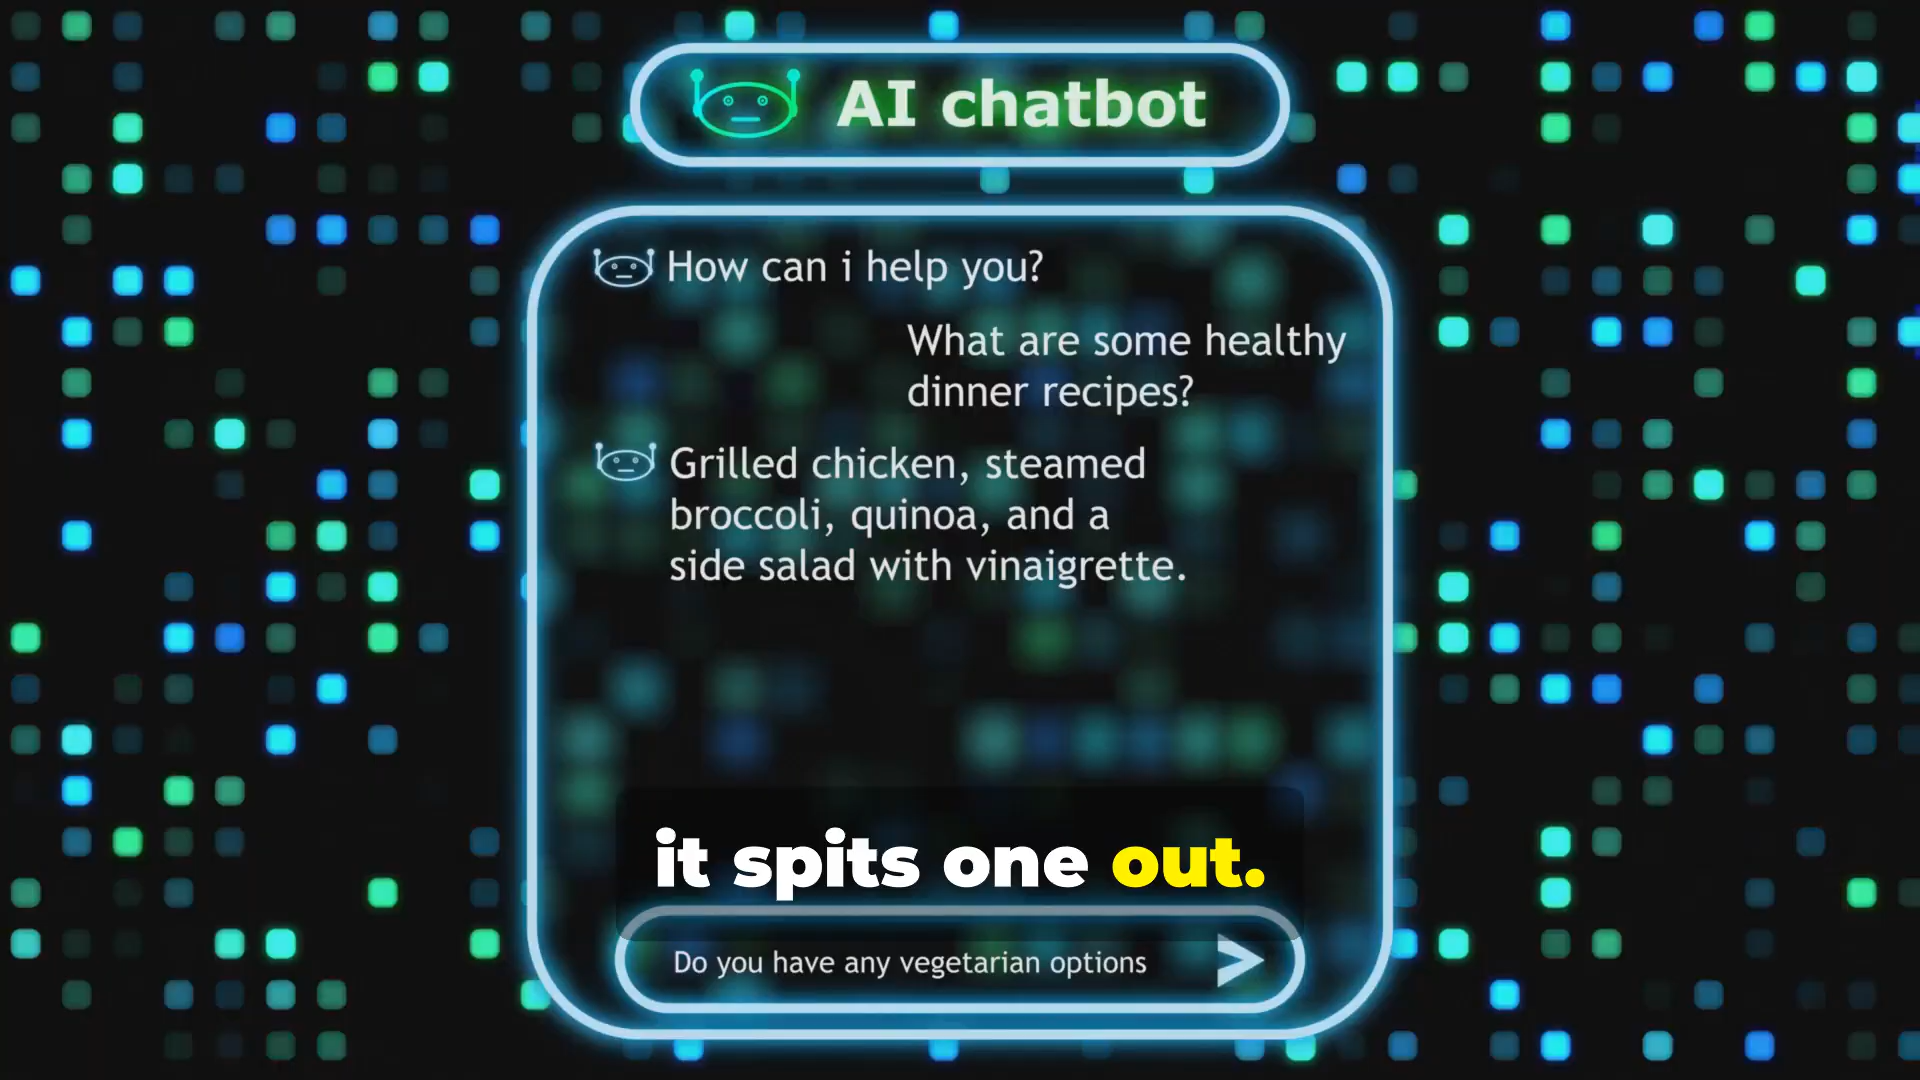 AI chatbot
How can i help you?
What are some healthy
dinner recipes?
Grilled chicken, steamed
broccoli, quinoa, and a
side salad with vinaigrette.
it spits one out.
Do you have any vegetarian options